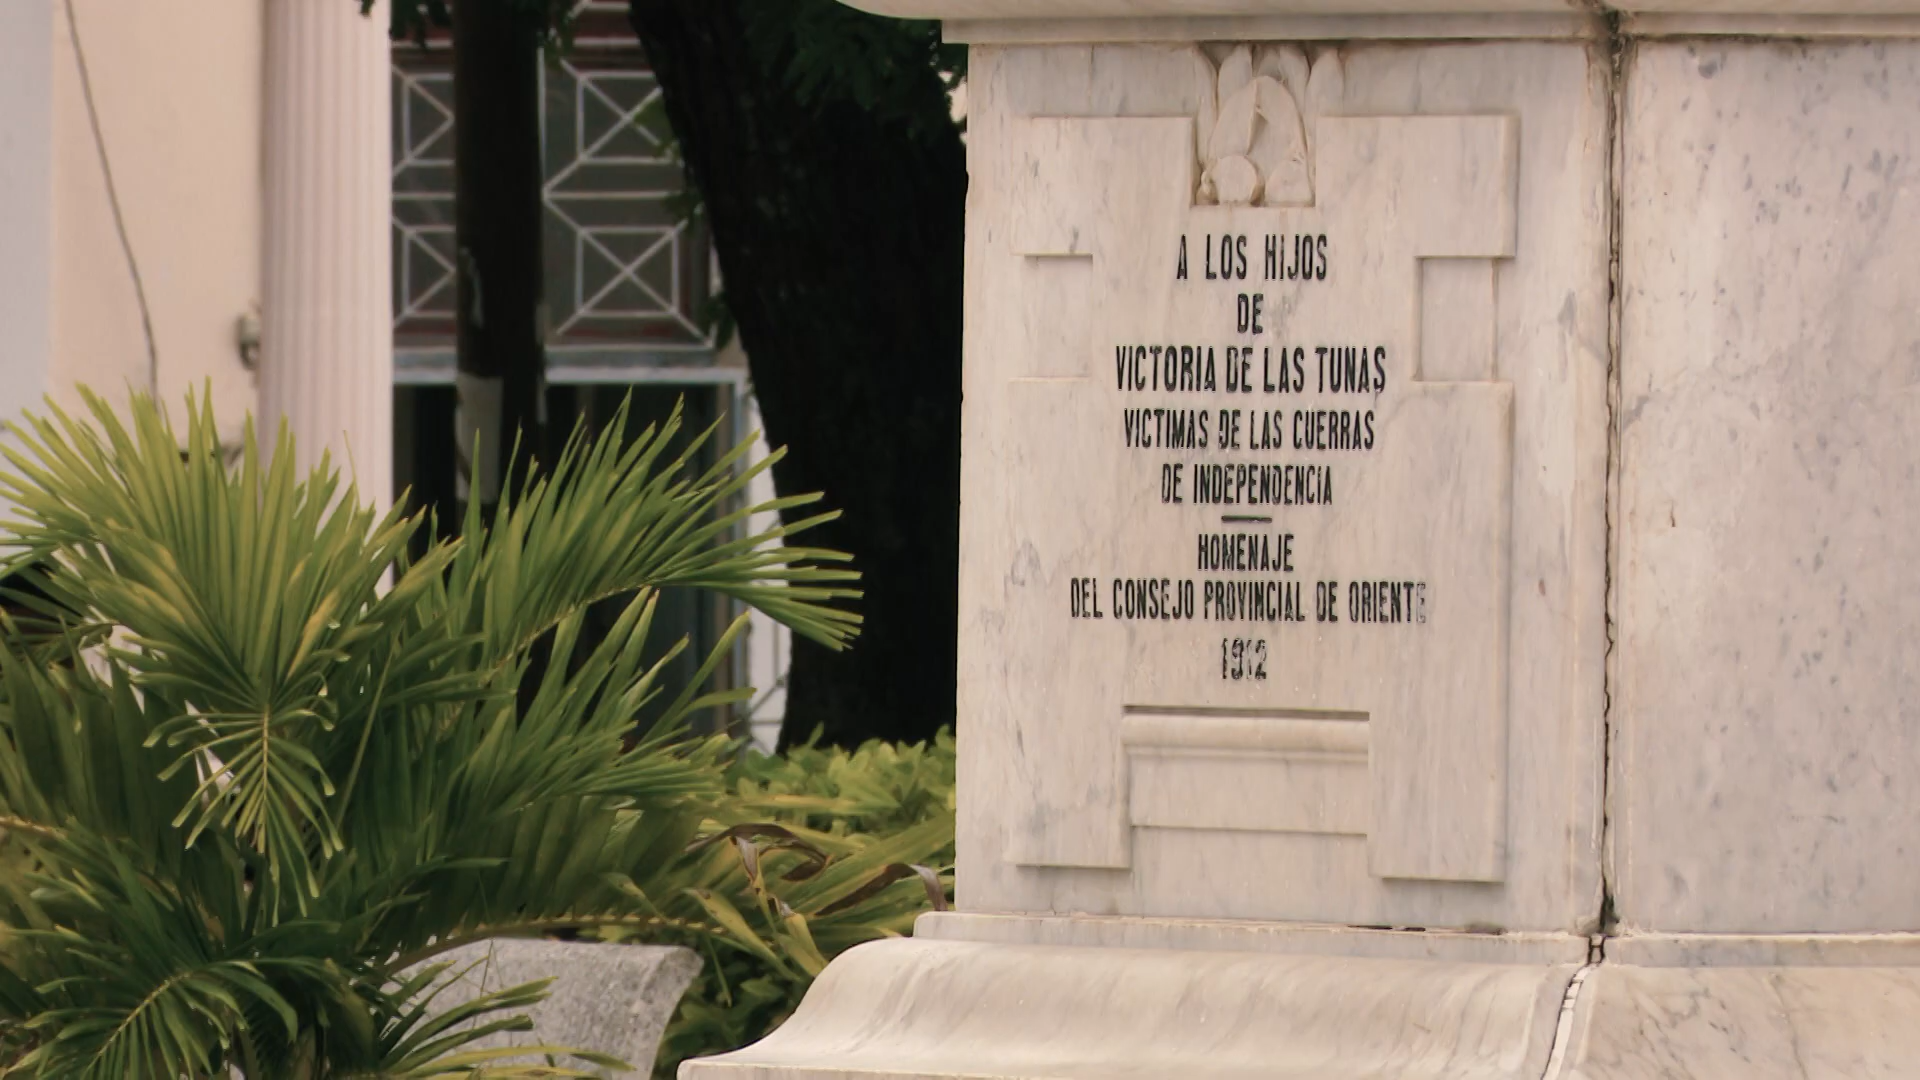 A LOS HIJOS
DE
VICTORIA DE LAS TUNAS
VICTIMAS DE LAS GUERRAS
DE INDEPENDENCIA
HOMENAJE
DEL CONSEJO PROVINCIAL DE ORIENTE
1912